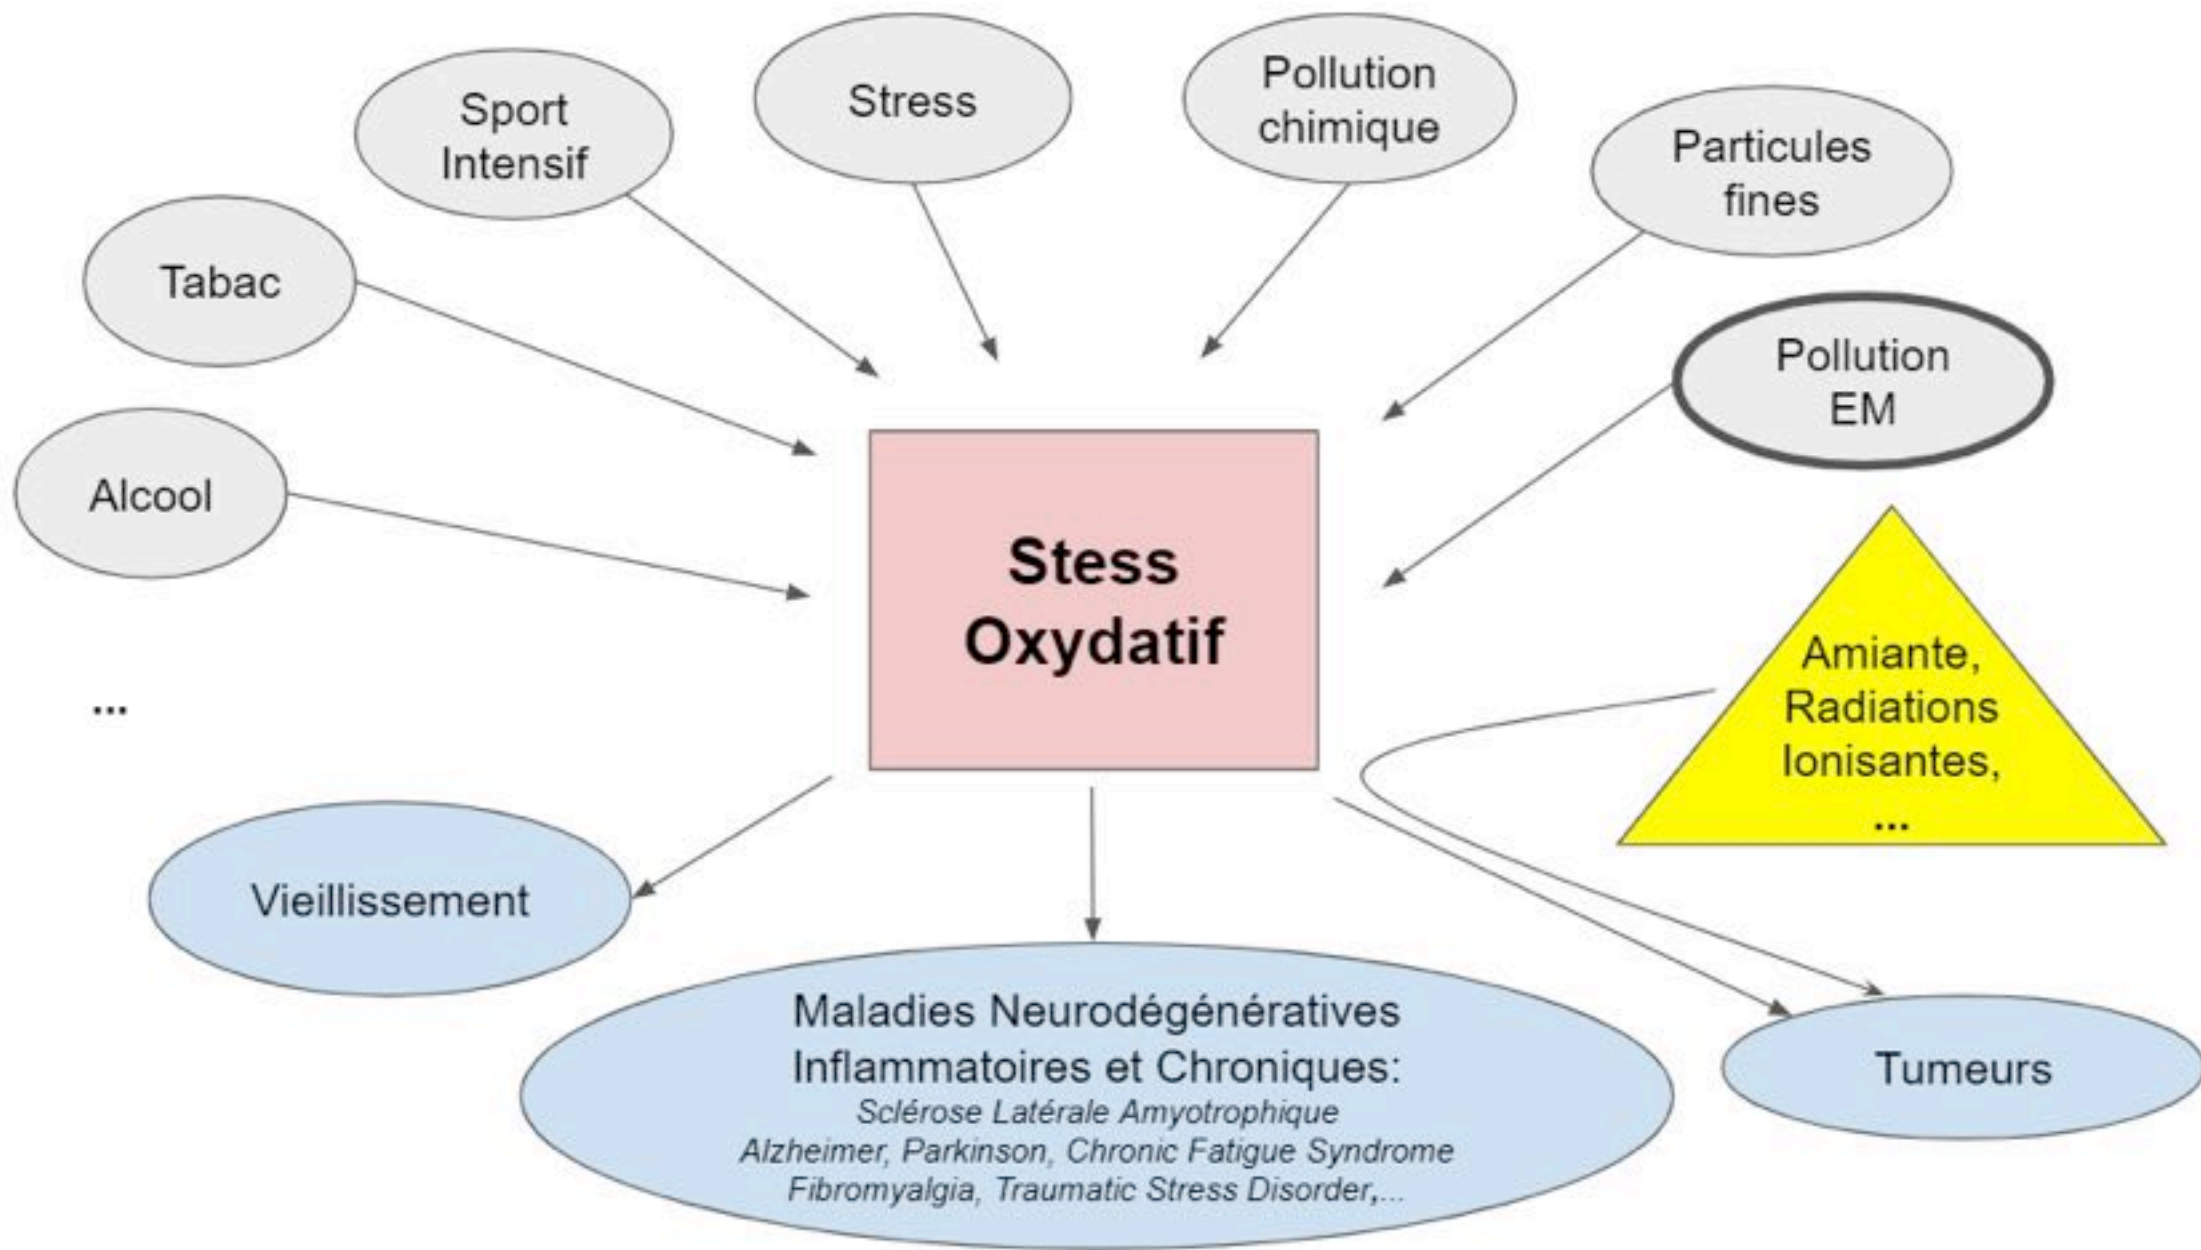 Sport
Intensif
Stress
Pollution
chimique
Particules
fines
Tabac
Pollution
EM
Alcool
Stess
Oxydatif
Amiante,
Radiations
Ionisantes,
...
...
Vieillissement
Maladies Neurodégénératives
Inflammatoires et Chroniques:
Sclérose Latérale Amyotrophique
Alzheimer, Parkinson, Chronic Fatigue Syndrome
Fibromyalgia, Traumatic Stress Disorder,...
Tumeurs